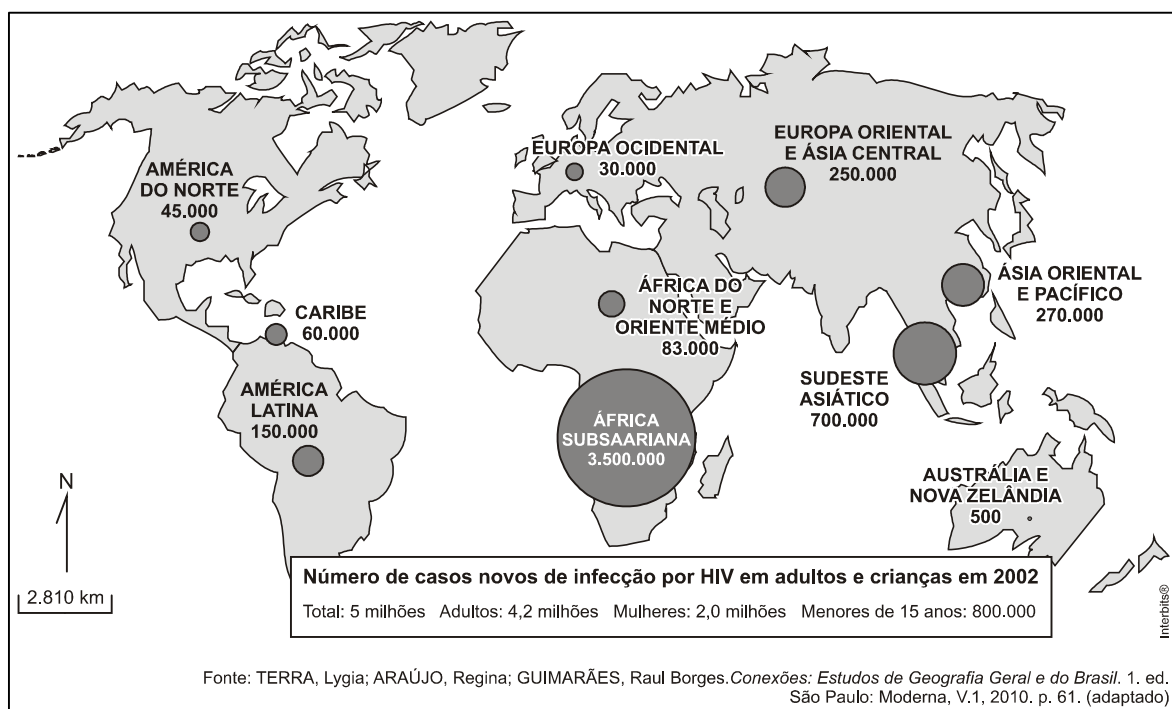 AMÉRICA
DO NORTE
45.000
EUROPA OCIDENTAL
30.000
EUROPA ORIENTAL
E ÁSIA CENTRAL
250.000
CARIBE
60.000
ÁFRICA DO
NORTE E
ORIENTE MÉDIO
83.000
ÁSIA ORIENTAL
E PACÍFICO
270.000
AMÉRICA
LATINA
150.000
ÁFRICA
SUBSAARIANA
3.500.000
SUDESTE
ASIÁTICO
700.000
AUSTRÁLIA E
NOVA ZELÂNDIA
500
N
2.810 km
Número de casos novos de infecção por HIV em adultos e crianças em 2002
Total: 5 milhões Adultos: 4,2 milhões Mulheres: 2,0 milhões Menores de 15 anos: 800.000
Interbits®
Fonte: TERRA, Lygia; ARAÚJO, Regina; GUIMARÃES, Raul Borges.Conexões: Estudos de Geografia Geral e do Brasil. 1. ed.
São Paulo: Moderna, V.1, 2010. p. 61. (adaptado)